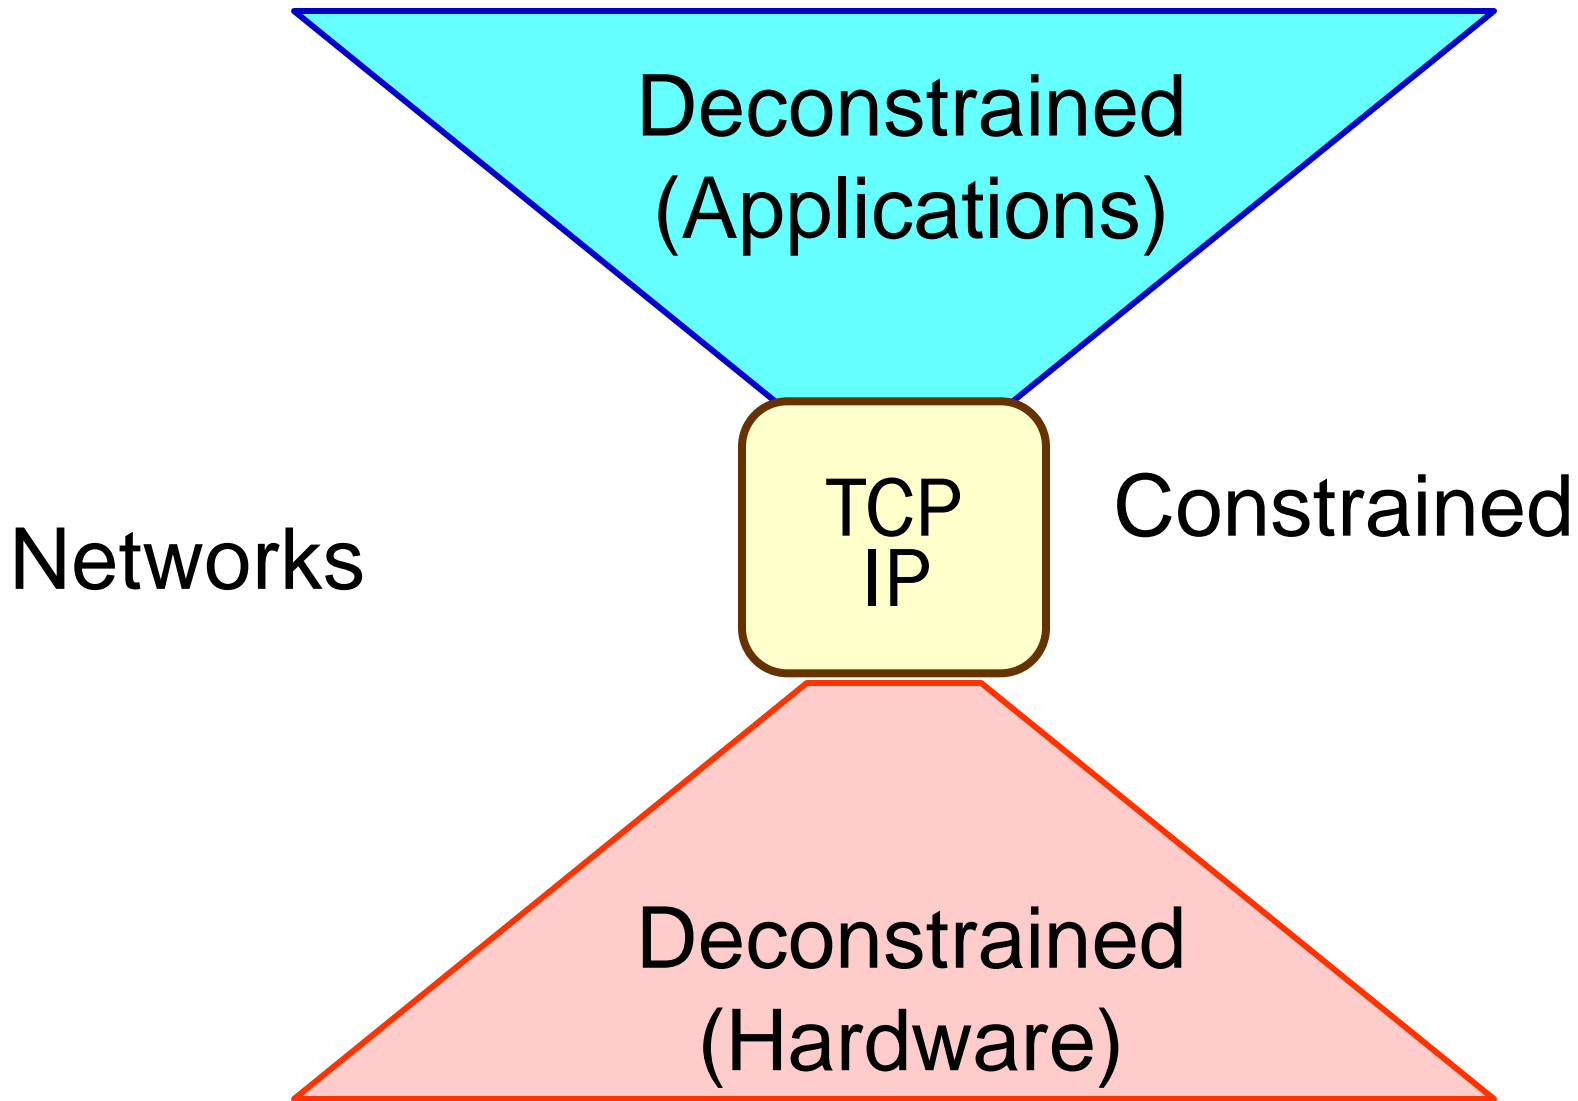 Deconstrained
(Applications)
Networks
TCP
IP
Constrained
Deconstrained
(Hardware)